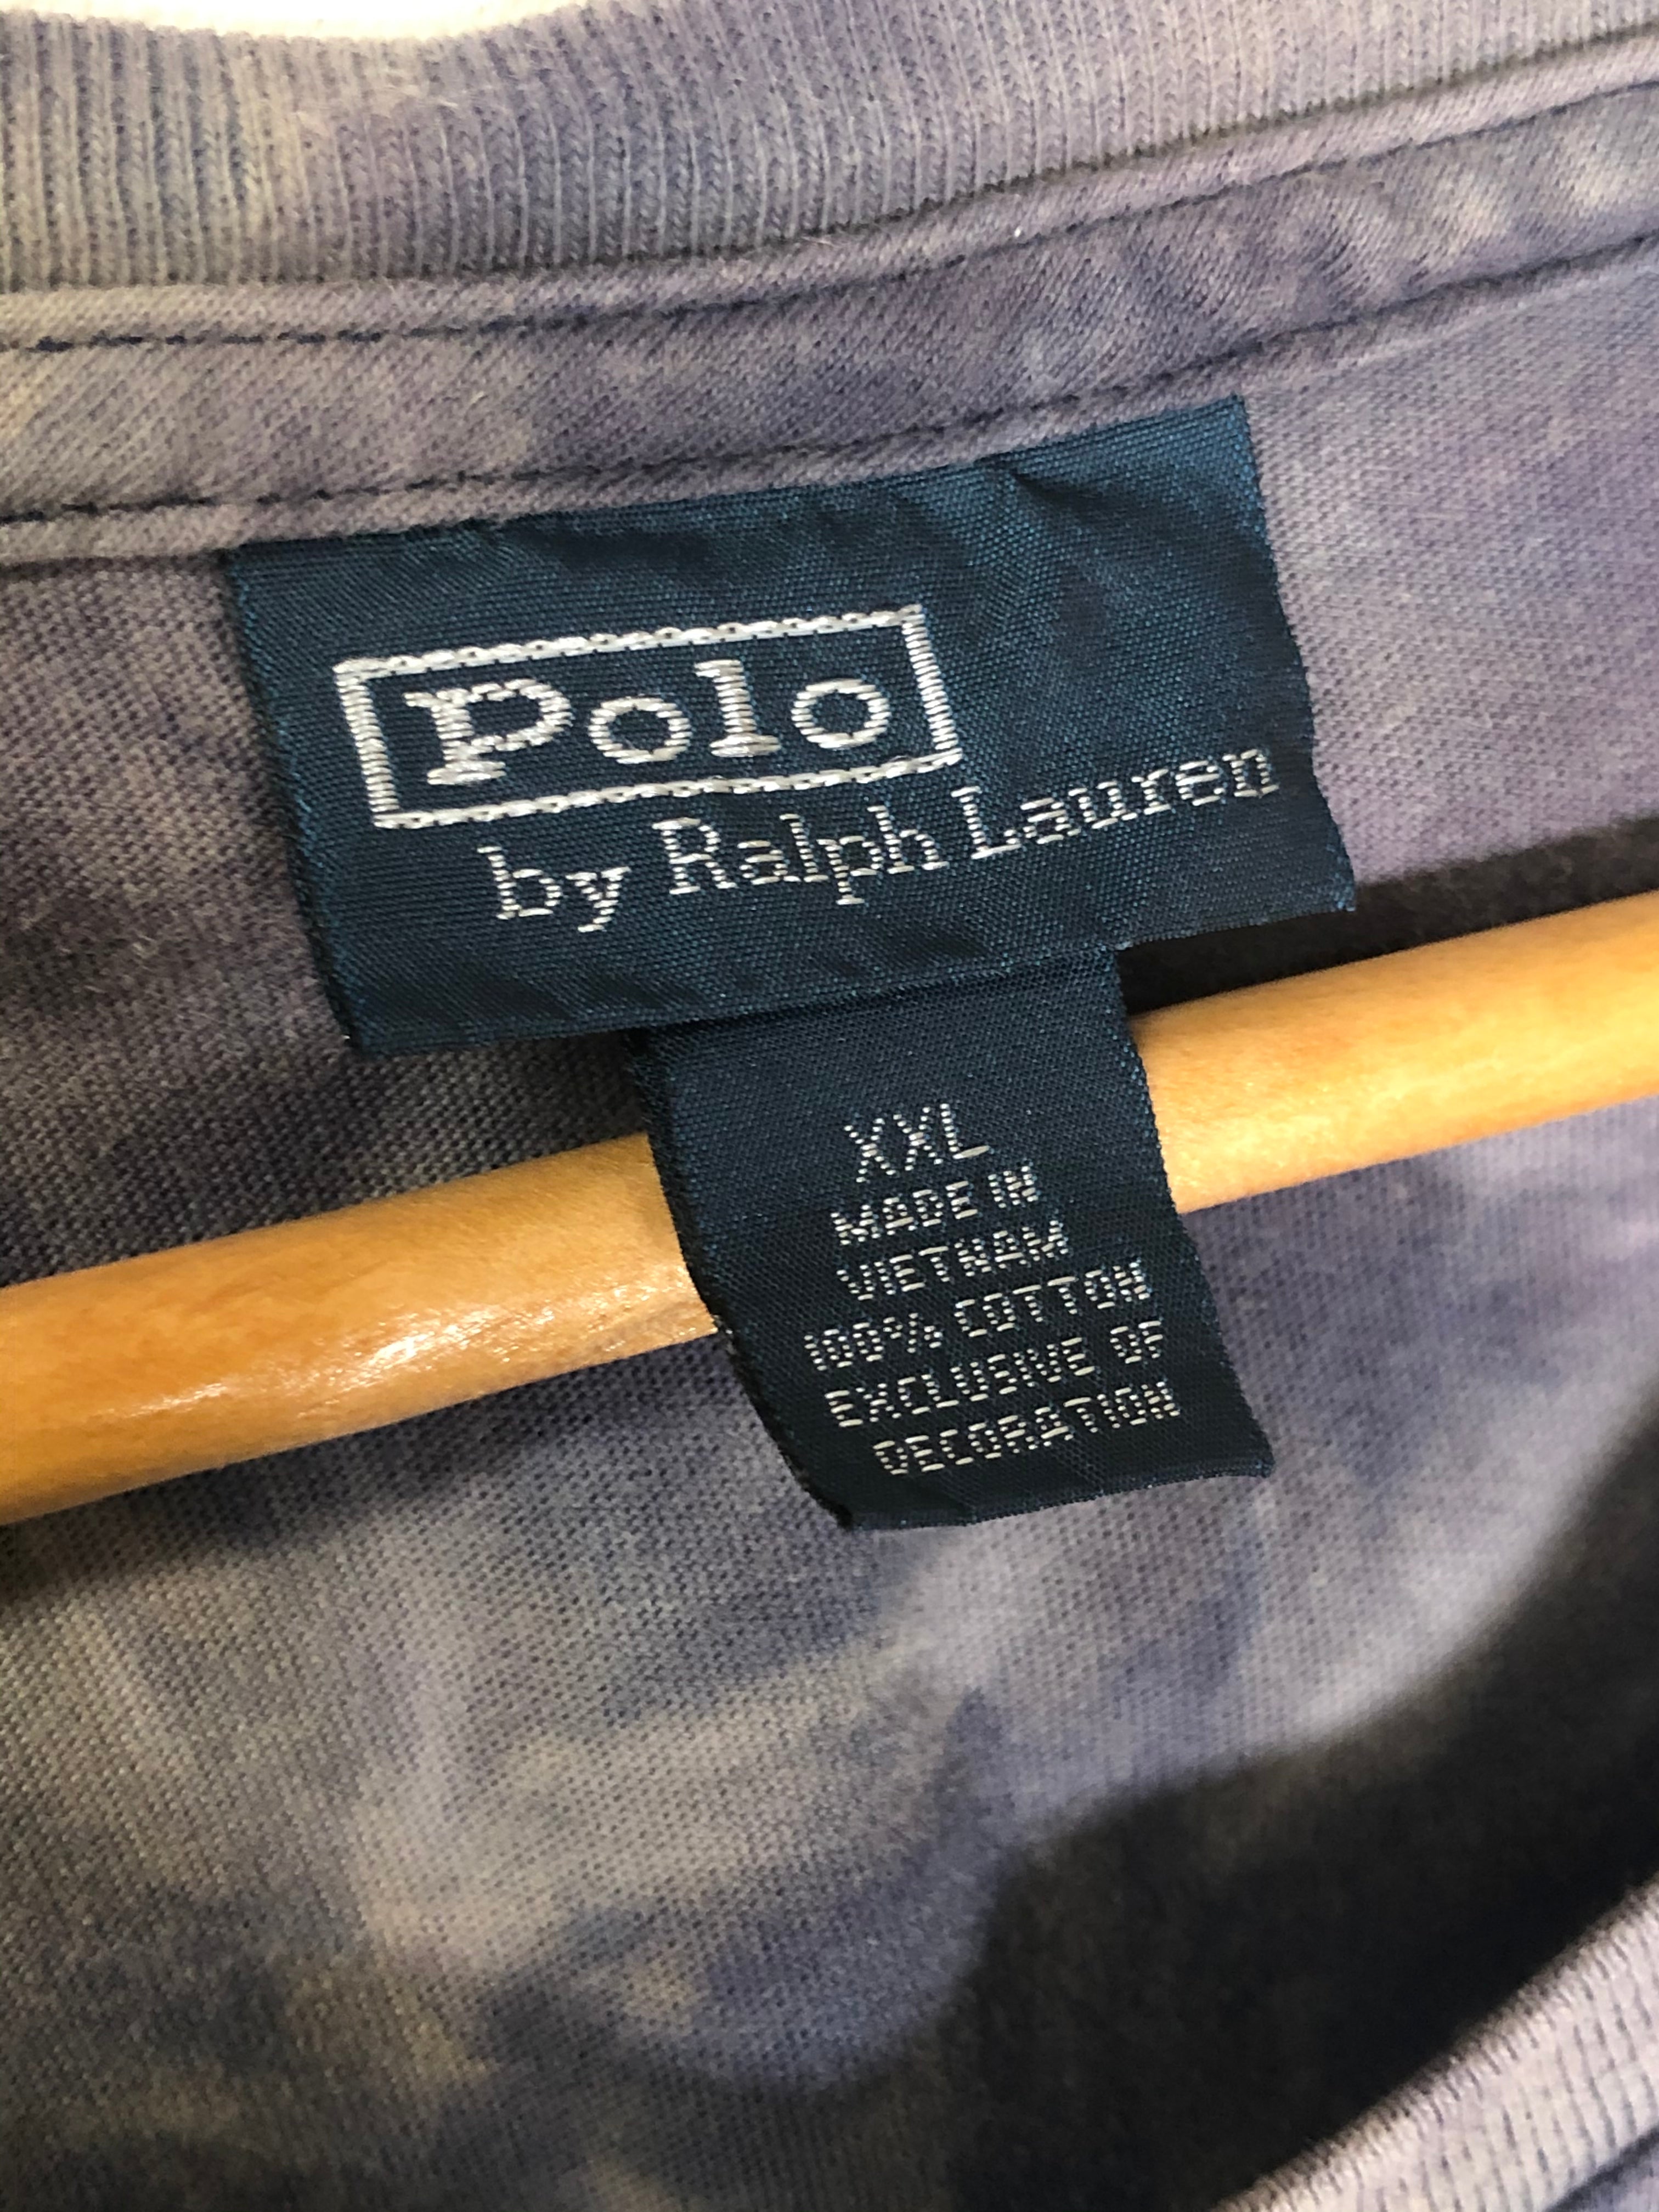 Polo
by Ralph Lauren
XXL
MADE IN
VIETNAM
100% COTTON
EXCLUSIVE OF
DECORATION